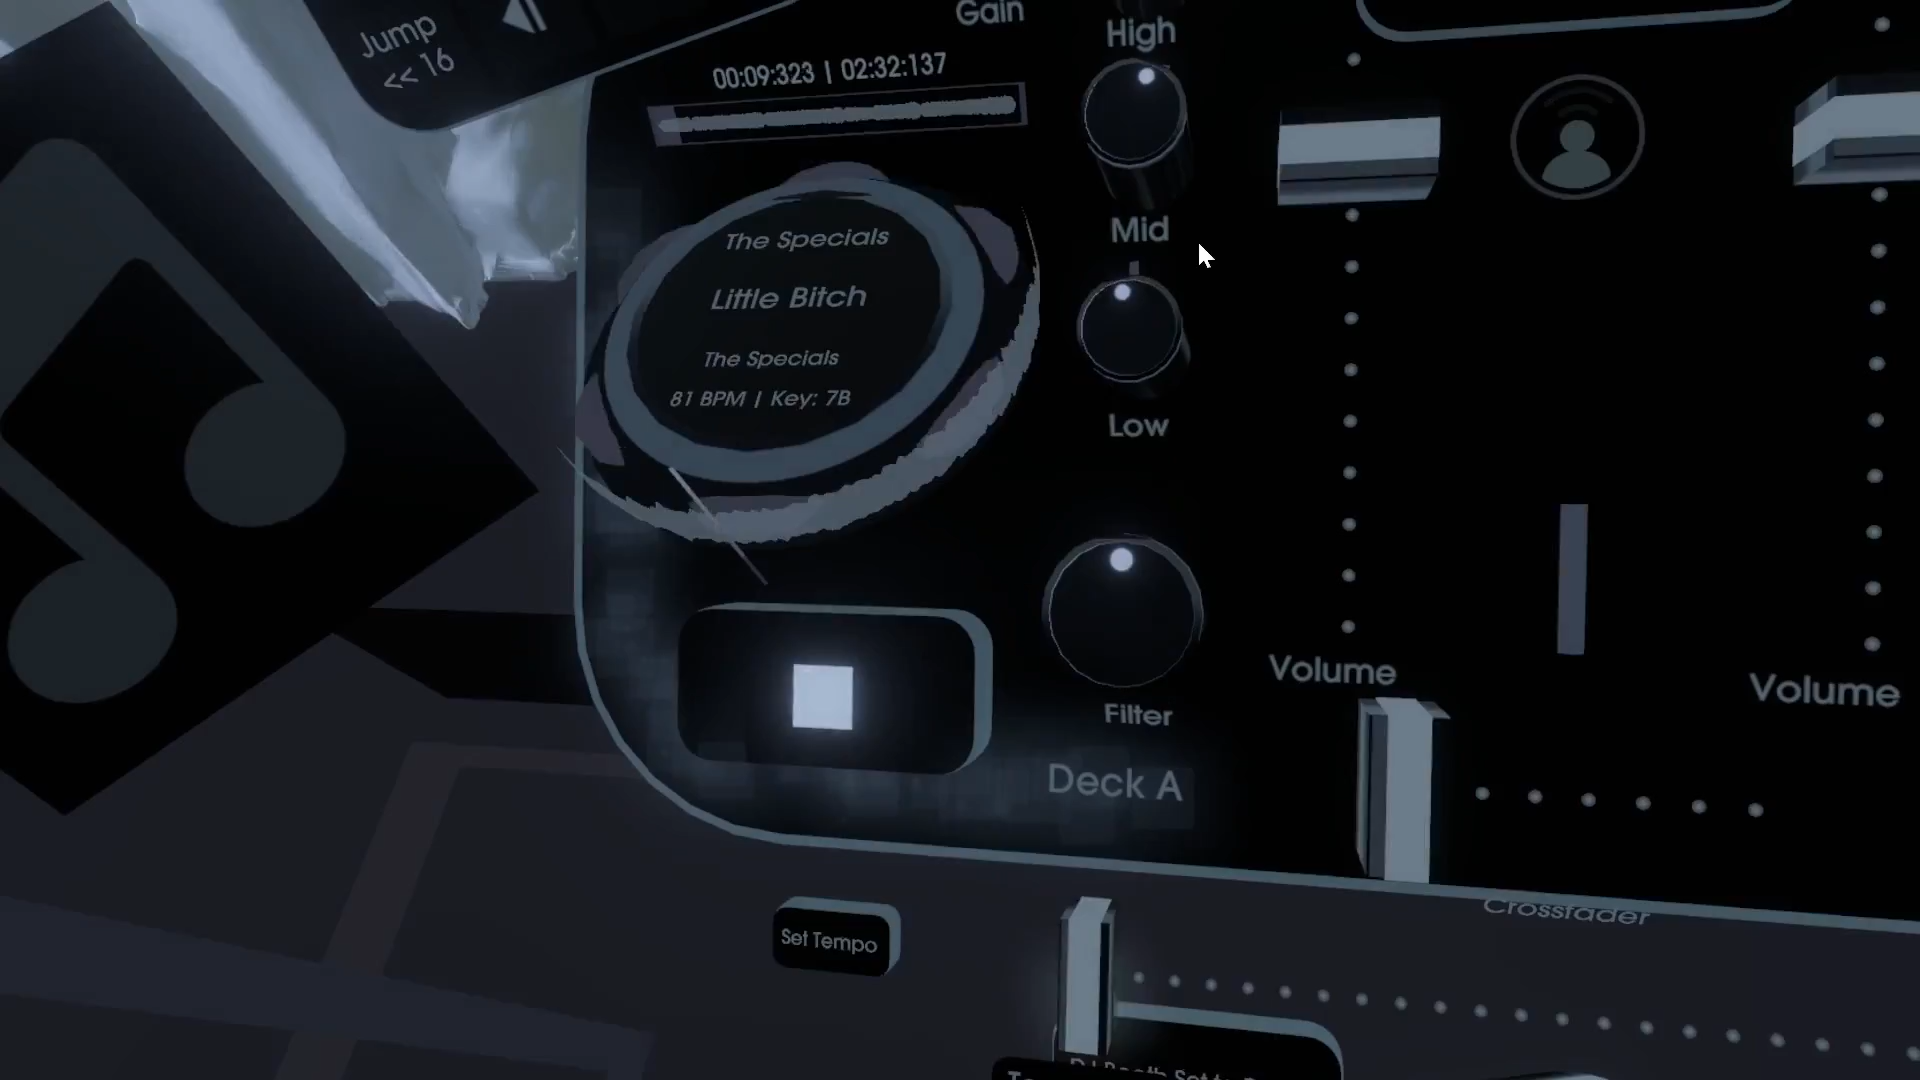 Jump
<< 16
Gain
00:09:323 | 02:32:137
High
Mid
Low
The Specials
Little Bitch
The Specials
81 BPM | Key: 7B
Filter
Deck A
Volume
Volume
Crossfader
Set Tempo